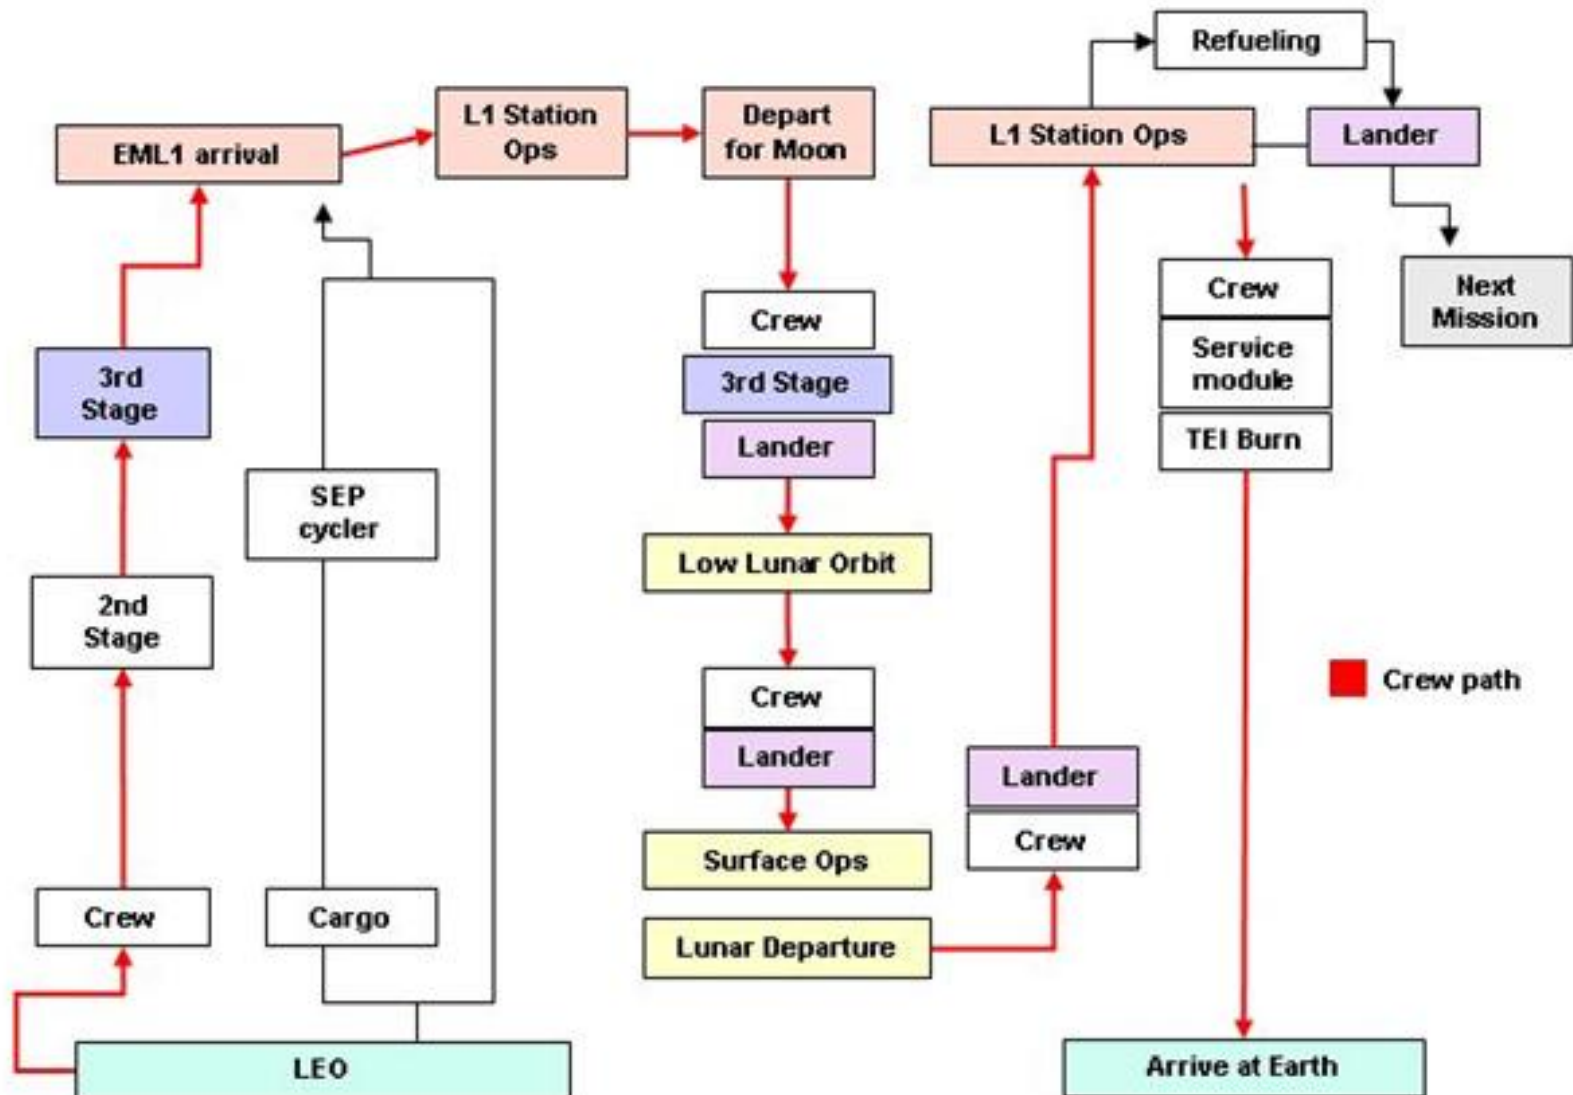 EML1 arrival
L1 Station
Ops
Depart
for Moon
3rd
Stage
2nd
Stage
Crew
SEP
cycler
Cargo
LEO
Crew
3rd Stage
Lander
Low Lunar Orbit
Crew
Lander
Surface Ops
Lunar Departure
Lander
Crew
Refueling
L1 Station Ops
Lander
Crew
Service
module
TEI Burn
Next
Mission
Crew path
Arrive at Earth